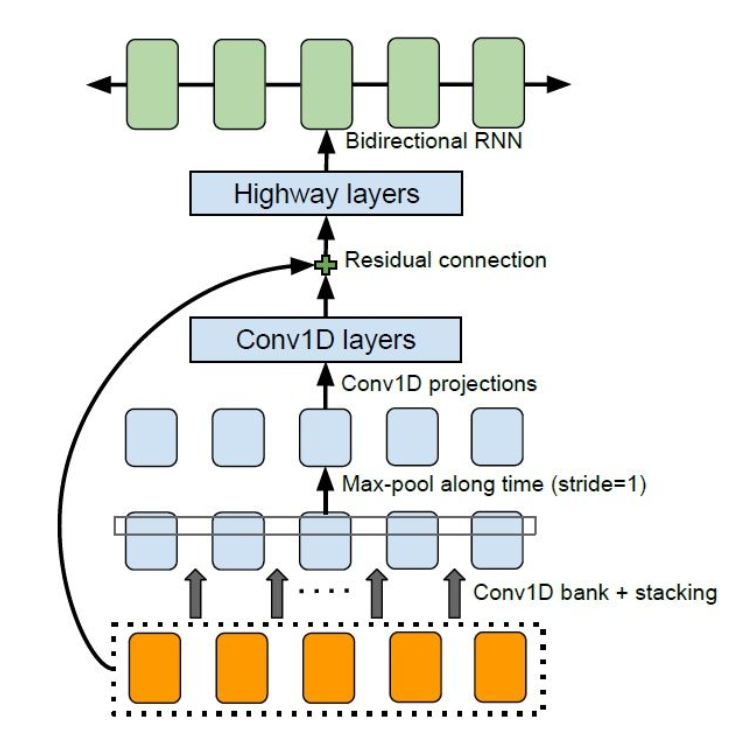 Bidirectional RNN
Highway layers
Residual connection
Conv1D layers
Conv1D projections
Max-pool along time (stride=1)
Conv1D bank + stacking